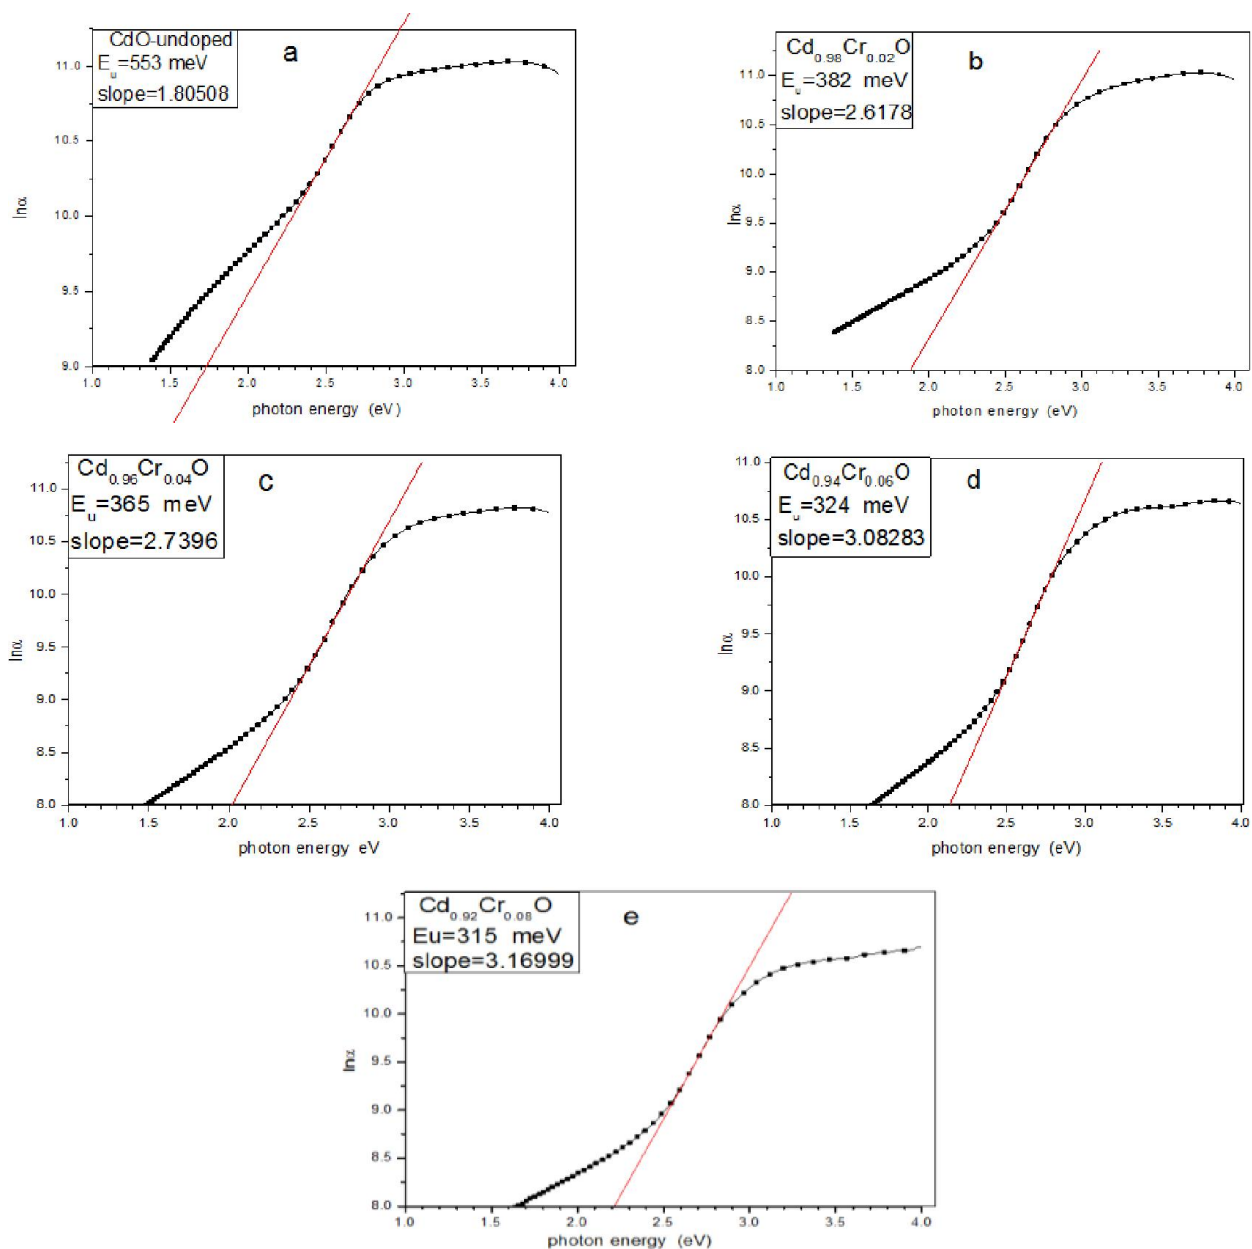 CdO-undoped
E_u=553 meV
slope=1.80508
a
lnα
11.0
10.5
10.0
9.5
9.0
1.0 1.5 2.0 2.5 3.0 3.5 4.0
photon energy (eV)
Cd_0.98Cr_0.02O
E_u=382 meV
slope=2.6178
b
lnα
11.0
10.5
10.0
9.5
9.0
8.5
8.0
1.0 1.5 2.0 2.5 3.0 3.5 4.0
photon energy (eV)
Cd_0.96Cr_0.04O
E_u=365 meV
slope=2.7396
c
lnα
11.0
10.5
10.0
9.5
9.0
8.5
8.0
1.0 1.5 2.0 2.5 3.0 3.5 4.0
photon energy eV
Cd_0.94Cr_0.06O
E_u=324 meV
slope=3.08283
d
lnα
11.0
10.5
10.0
9.5
9.0
8.5
8.0
1.0 1.5 2.0 2.5 3.0 3.5 4.0
photon energy (eV)
Cd_0.92Cr_0.08O
Eu=315 meV
slope=3.16999
e
lnα
11.0
10.5
10.0
9.5
9.0
8.5
8.0
1.0 1.5 2.0 2.5 3.0 3.5 4.0
photon energy (eV)